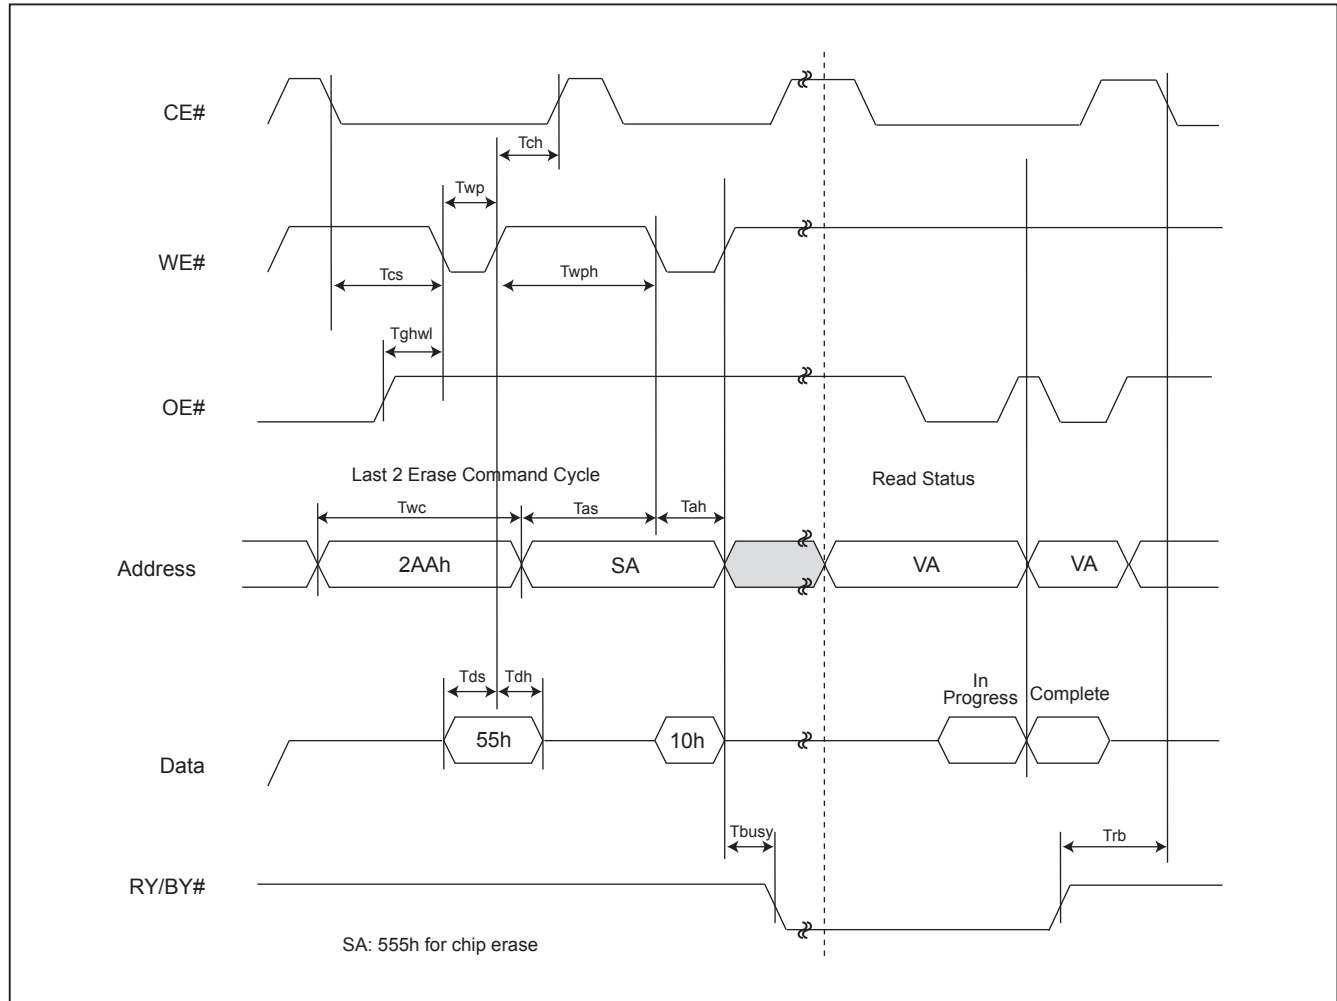 CE#
Tch
Twp
WE#
Tcs
Twph
Tghwl
OE#
Last 2 Erase Command Cycle
Read Status
Twc
Tas
Tah
Address
2AAh
SA
VA
VA
Tds
Tdh
In
Progress
Complete
55h
10h
Data
Tbusy
Trb
RY/BY#
SA: 555h for chip erase